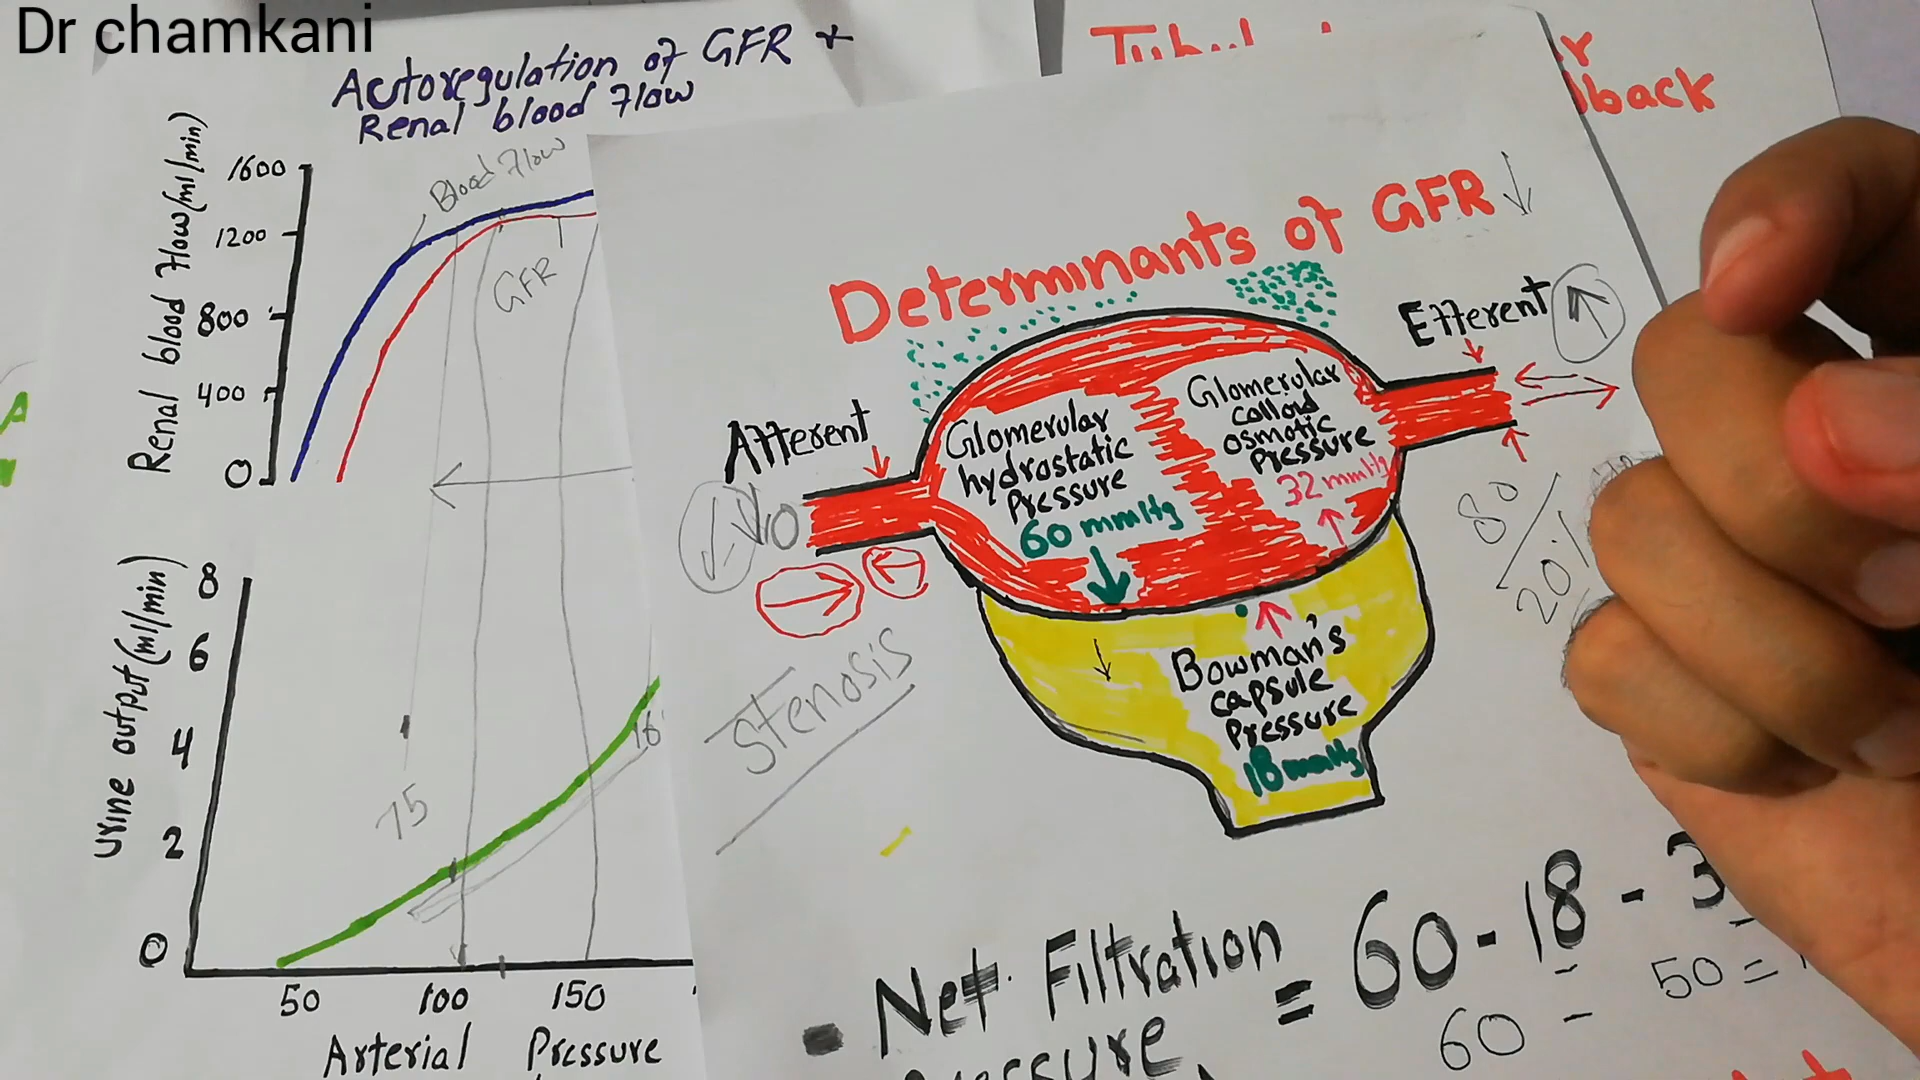 Dr chamkani
Autoregulation of GFR +
Renal blood flow
Renal blood flow (ml/min)
1600
1200
800
400
0
Blood flow
GFR
Urine output (ml/min)
8
6
4
2
0
75
50 100 150
Arterial Pressure
back
Determinants of GFR ↓
Afferent
Efferent ↑
Glomerular
hydrostatic
Pressure
60 mmHg
Glomerular
colloid
osmotic
Pressure
32 mmHg
Bowman's
capsule
Pressure
18 mmHg
Stenosis
80
20%
Net Filtration
Pressure
= 60 - 18 - 3
60 - 50 =